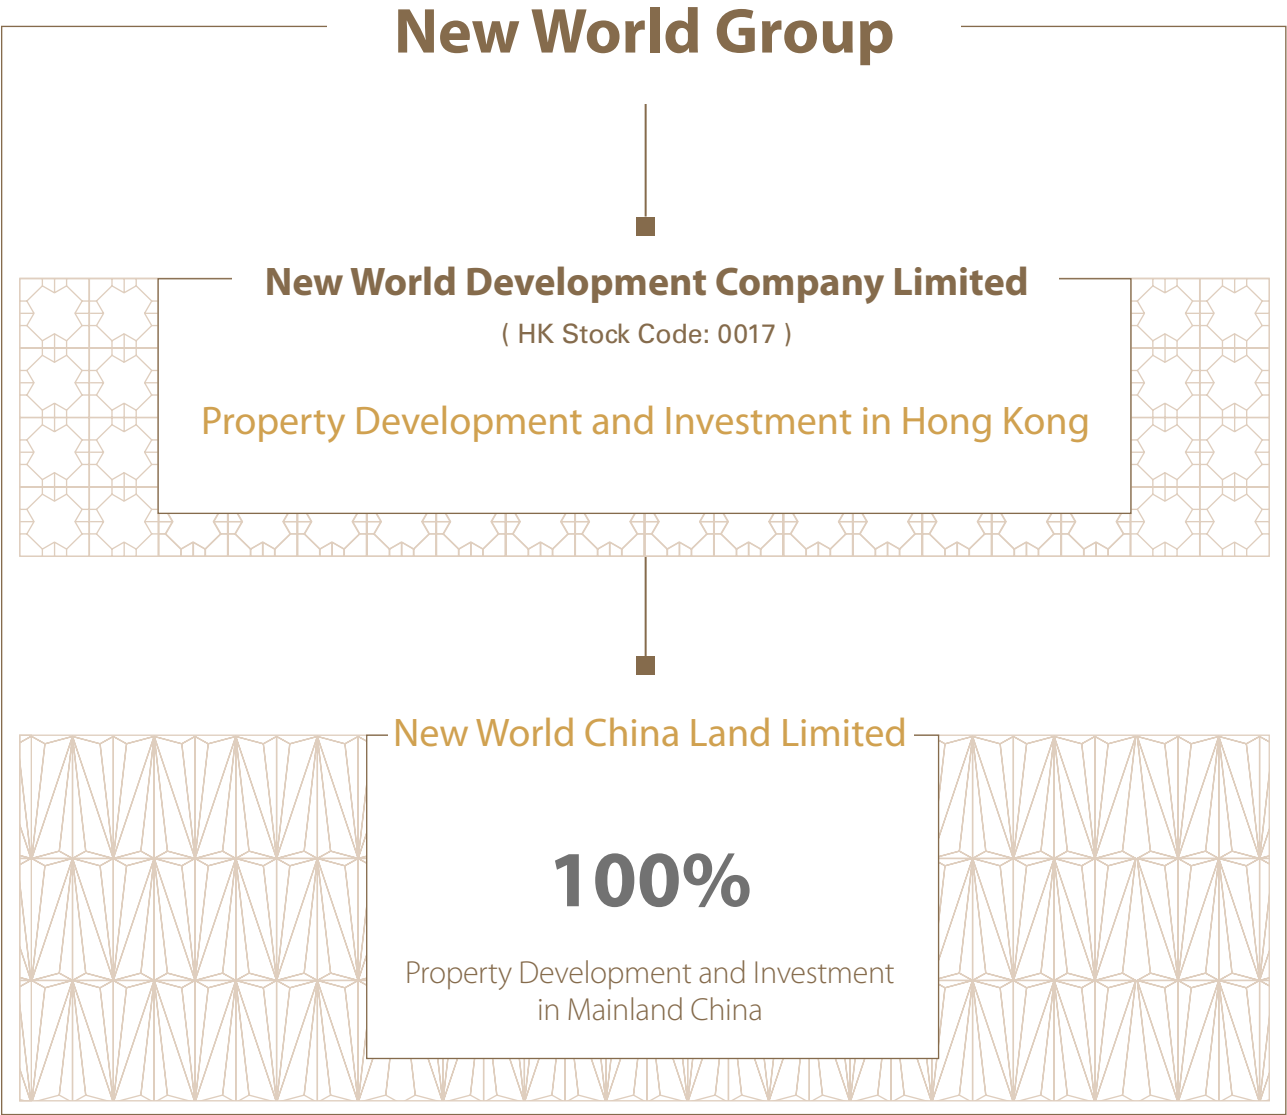 New World Group
New World Development Company Limited
( HK Stock Code: 0017 )
Property Development and Investment in Hong Kong
New World China Land Limited
100%
Property Development and Investment
in Mainland China